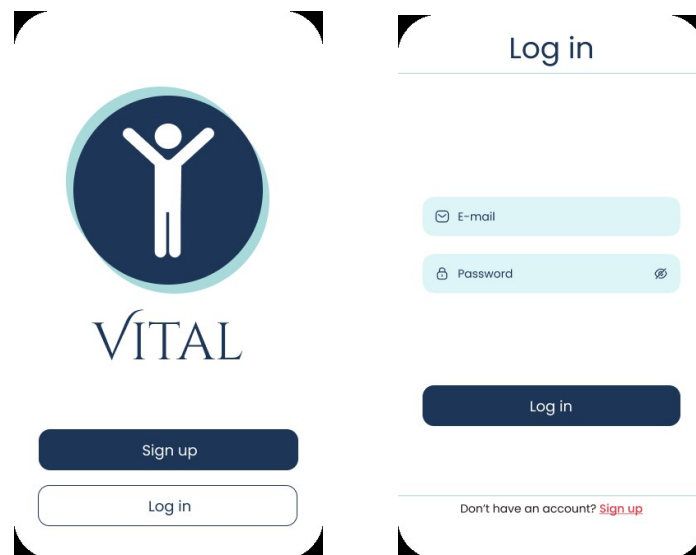 VITAL
Sign up
Log in
Log in
E-mail
Password
Log in
Don't have an account? Sign up